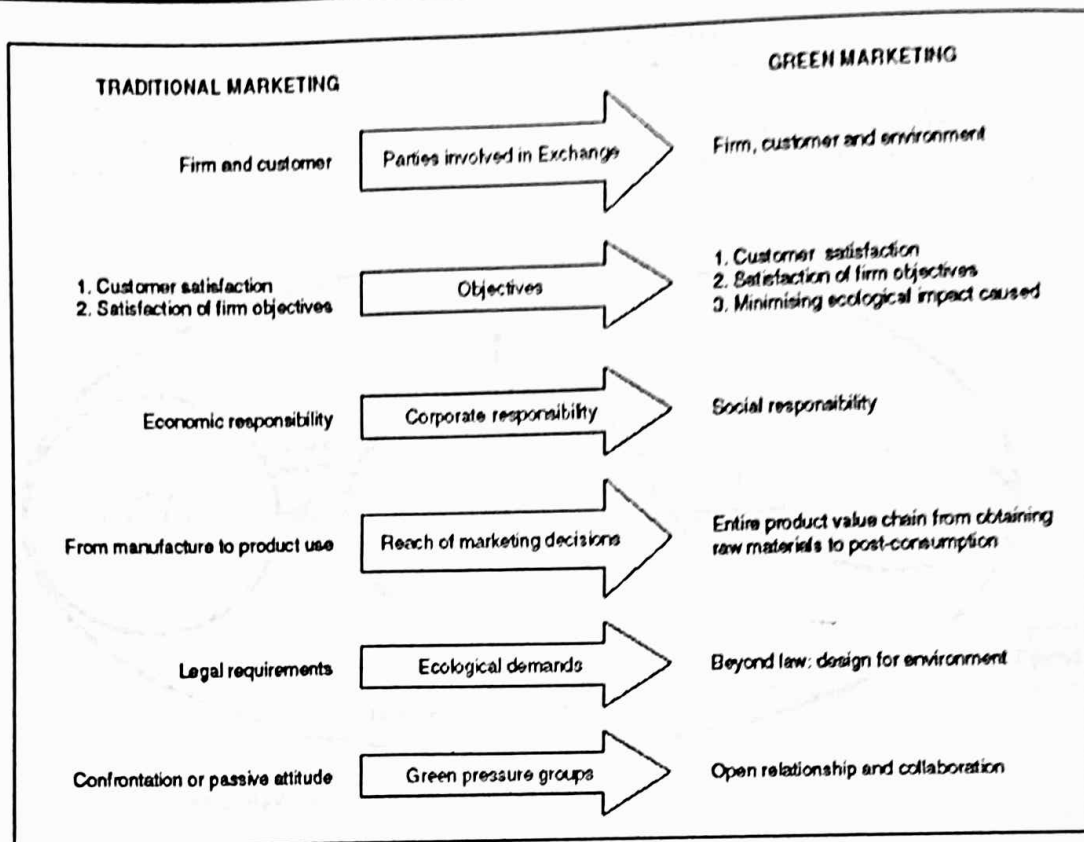 TRADITIONAL MARKETING
GREEN MARKETING
Firm and customer
Parties involved in Exchange
Firm, customer and environment
1. Customer satisfaction
2. Satisfaction of firm objectives
Objectives
1. Customer satisfaction
2. Satisfaction of firm objectives
3. Minimising ecological impact caused
Economic responsibility
Corporate responsibility
Social responsibility
From manufacture to product use
Reach of marketing decisions
Entire product value chain from obtaining
raw materials to post-consumption
Legal requirements
Ecological demands
Beyond law: design for environment
Confrontation or passive attitude
Green pressure groups
Open relationship and collaboration